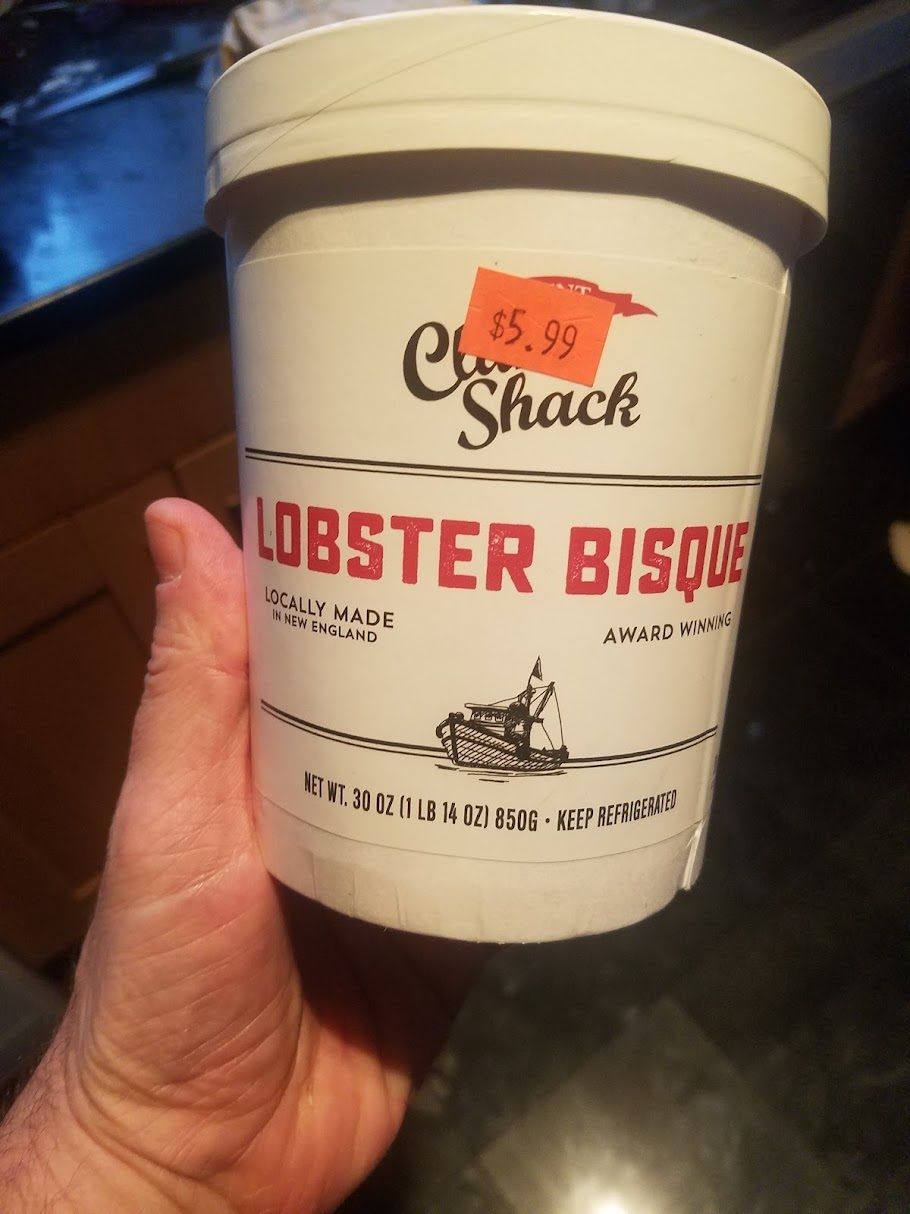 $5.99
Shack
LOBSTER BISQUE
LOCALLY MADE
IN NEW ENGLAND
AWARD WINNING
NET WT. 30 OZ (1 LB 14 OZ) 850G • KEEP REFRIGERATED